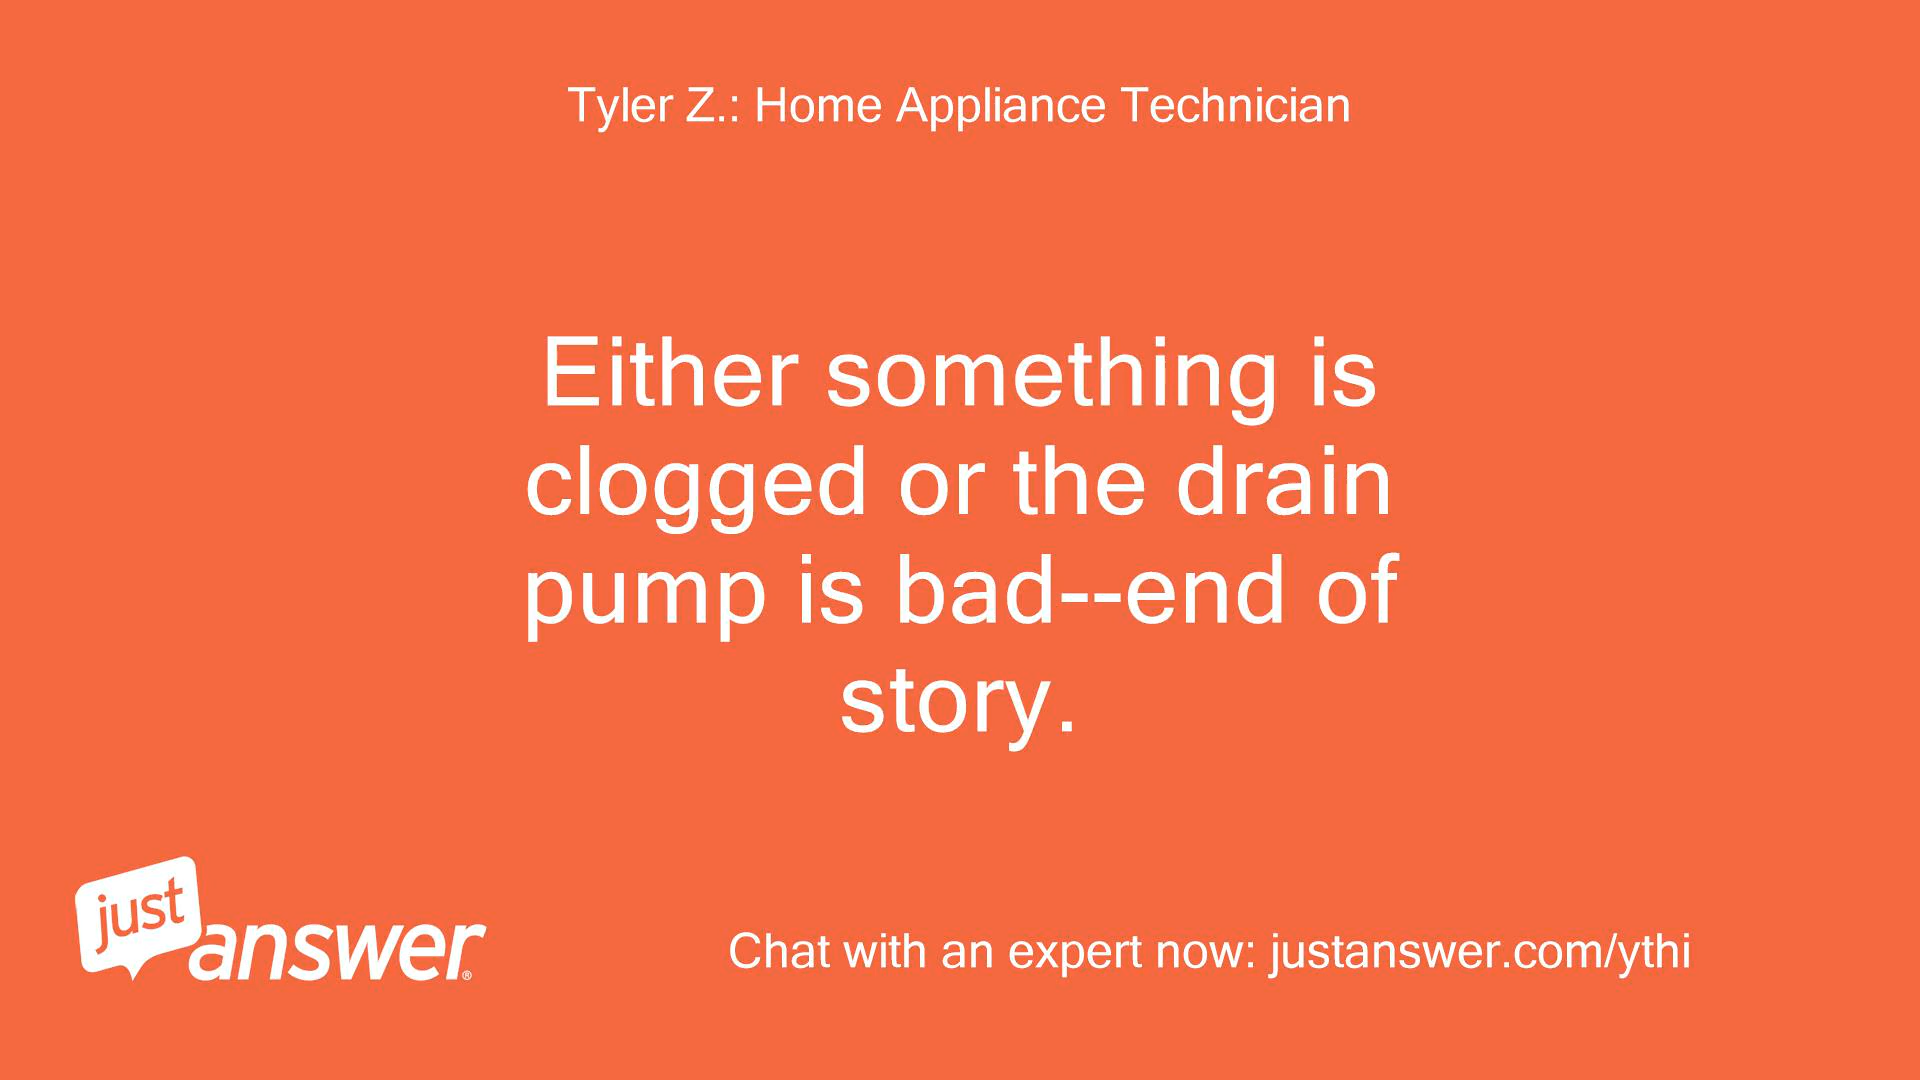 Tyler Z.: Home Appliance Technician
Either something is
clogged or the drain
pump is bad--end of
story.
just
answer®
Chat with an expert now: justanswer.com/ythi